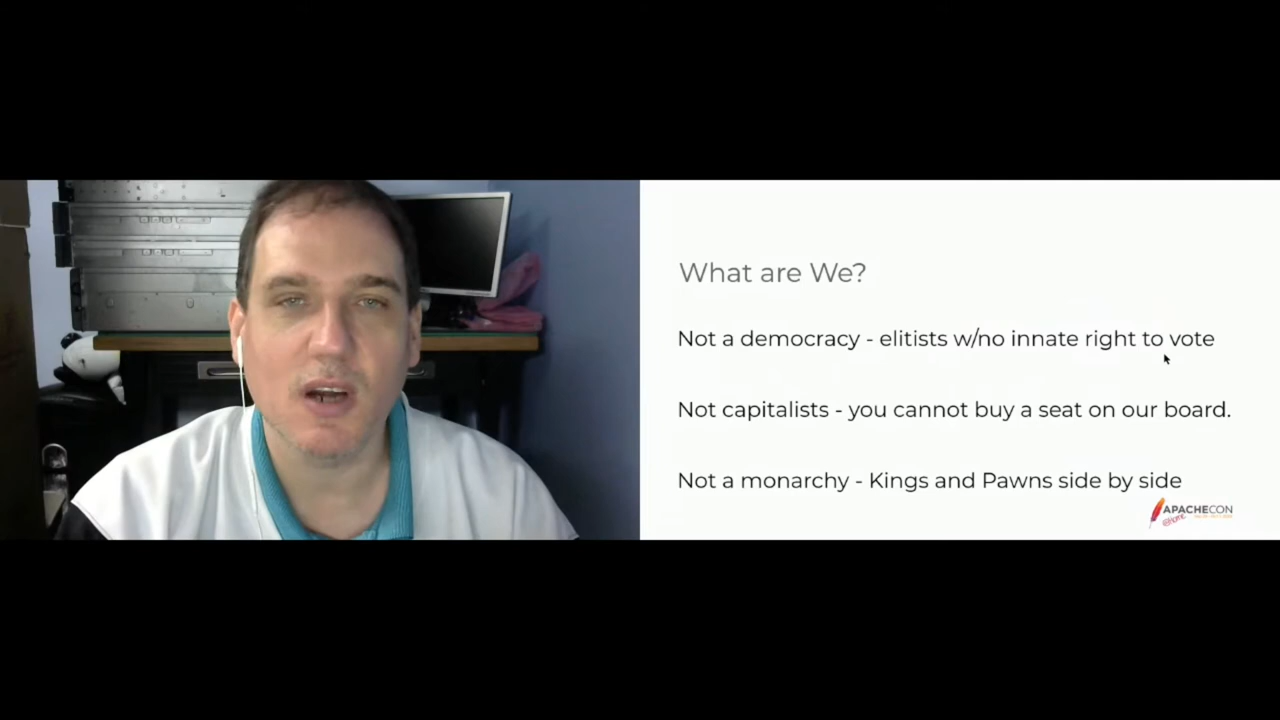 What are We?
Not a democracy - elitists w/no innate right to vote
Not capitalists - you cannot buy a seat on our board.
Not a monarchy - Kings and Pawns side by side
APACHECON
@Home